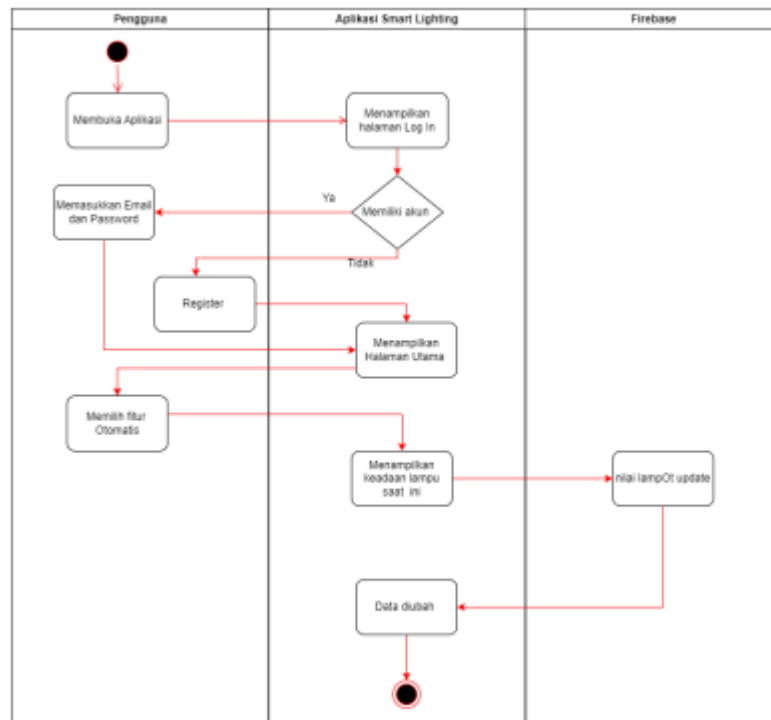 Pengguna
Aplikasi Smart Lighting
Firebase
Membuka Aplikasi
Menampilkan
halaman Log In
Memasukkan Email
dan Password
Ya
Memiliki akun
Tidak
Register
Menampilkan
Halaman Utama
Memilih fitur
Otomatis
Menampilkan
keadaan lampu
saat ini
nilai lampOt update
Data diubah